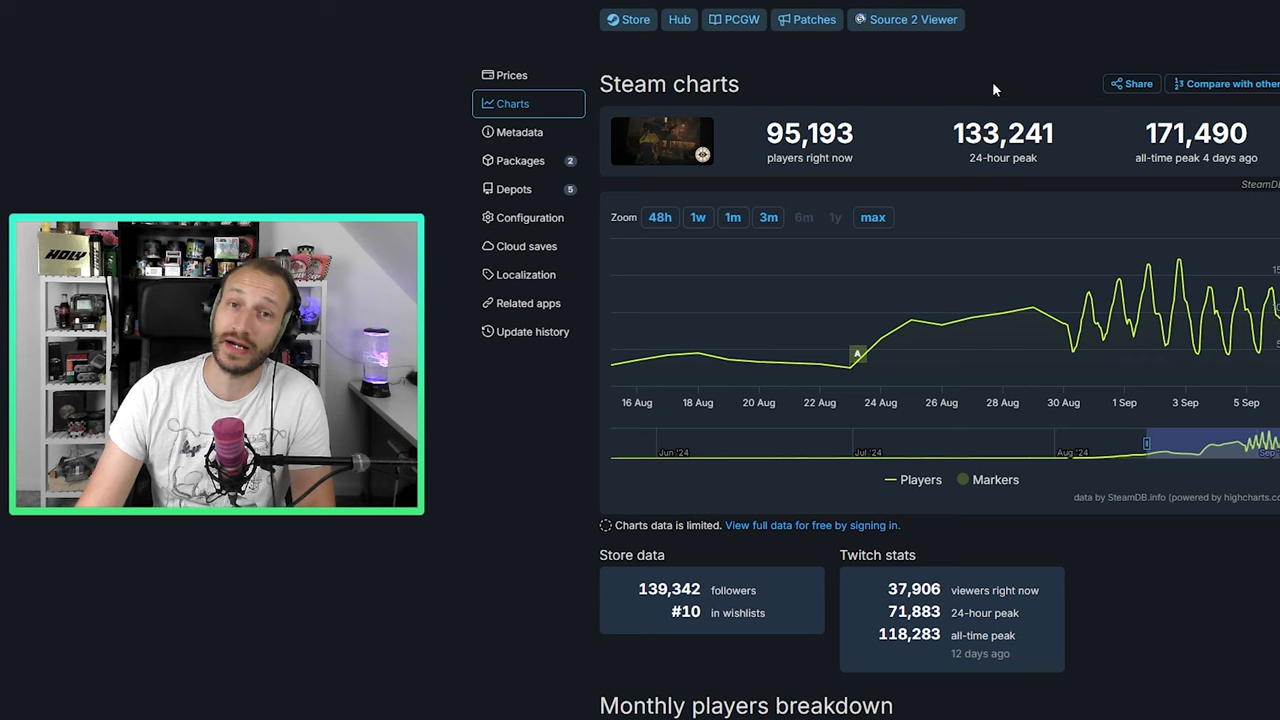 Store
Hub
PCGW
Patches
Source 2 Viewer
Prices
Charts
Metadata
Packages 2
Depots 5
Configuration
Cloud saves
Localization
Related apps
Update history
Steam charts
Share
Compare with other
95,193
players right now
133,241
24-hour peak
171,490
all-time peak 4 days ago
SteamD
Zoom 48h 1w 1m 3m 6m 1y max
A
16 Aug 18 Aug 20 Aug 22 Aug 24 Aug 26 Aug 28 Aug 30 Aug 1 Sep 3 Sep 5 Sep
Jun '24 Jul '24 Aug '24 Sep
Players Markers
data by SteamDB.info (powered by highcharts.co
Charts data is limited. View full data for free by signing in.
Store data
139,342 followers
#10 in wishlists
Twitch stats
37,906 viewers right now
71,883 24-hour peak
118,283 all-time peak
12 days ago
Monthly players breakdown
HOLY